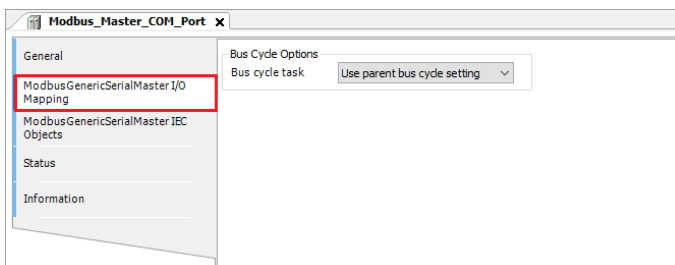 Modbus_Master_COM_Port x
General
ModbusGenericSerialMaster I/O
Mapping
ModbusGenericSerialMaster IEC
Objects
Status
Information
Bus Cycle Options
Bus cycle task Use parent bus cycle setting